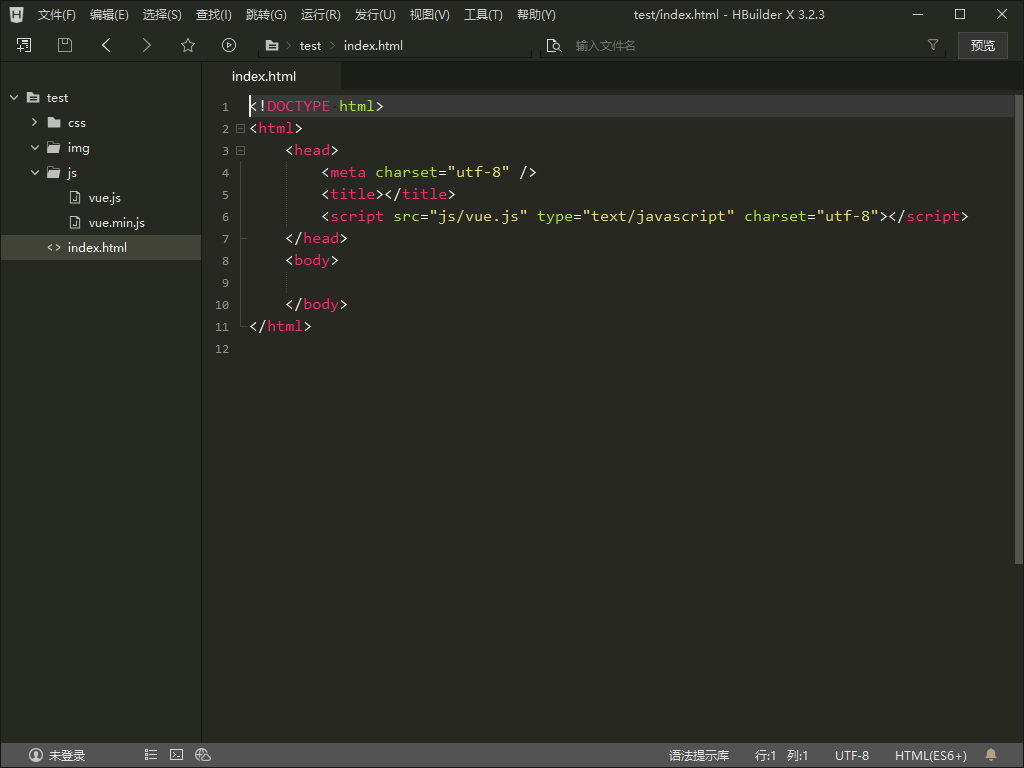 H 文件(F) 编辑(E) 选择(S) 查找(I) 跳转(G) 运行(R) 发行(U) 视图(V) 工具(T) 帮助(Y) test/index.html - HBuilder X 3.2.3
test index.html 输入文件名 预览
index.html
test
css
img
js
vue.js
vue.min.js
<> index.html
1 <!DOCTYPE html>
2 <html>
3 <head>
4 <meta charset="utf-8" />
5 <title></title>
6 <script src="js/vue.js" type="text/javascript" charset="utf-8"></script>
7 </head>
8 <body>
9
10 </body>
11 </html>
12
未登录 语法提示库 行:1 列:1 UTF-8 HTML(ES6+)